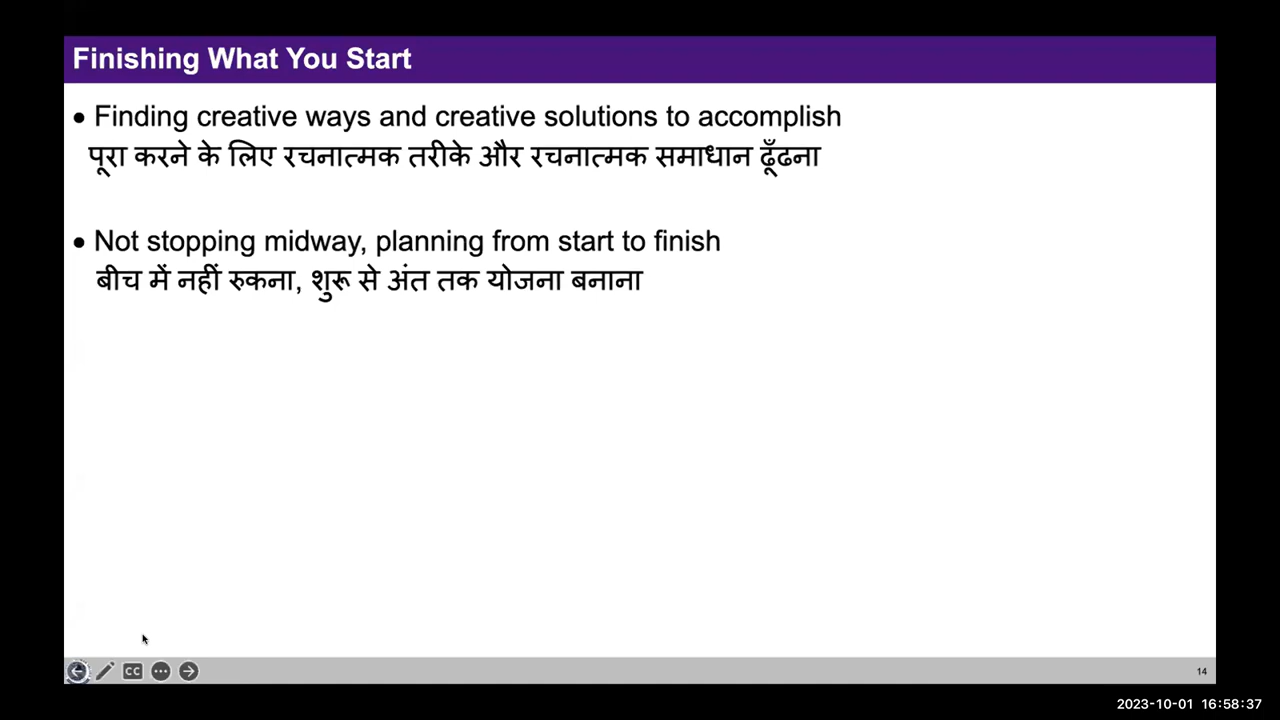 Finishing What You Start
• Finding creative ways and creative solutions to accomplish
पूरा करने के लिए रचनात्मक तरीके और रचनात्मक समाधान ढूँढना
• Not stopping midway, planning from start to finish
बीच में नहीं रुकना, शुरू से अंत तक योजना बनाना
CC
14
2023-10-01 16:58:37